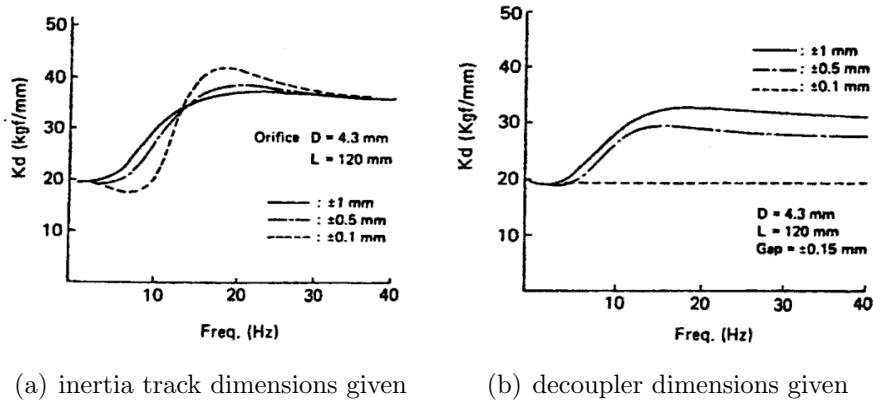 Kd (kgf/mm)
50
40
30
20
10
Orifice D = 4.3 mm
L = 120 mm
: ±1 mm
: ±0.5 mm
: ±0.1 mm
10 20 30 40
Freq. (Hz)
(a) inertia track dimensions given
Kd (Kgf/mm)
50
40
30
20
10
: ±1 mm
: ±0.5 mm
: ±0.1 mm
D = 4.3 mm
L = 120 mm
Gap = ±0.15 mm
10 20 30 40
Freq. (Hz)
(b) decoupler dimensions given